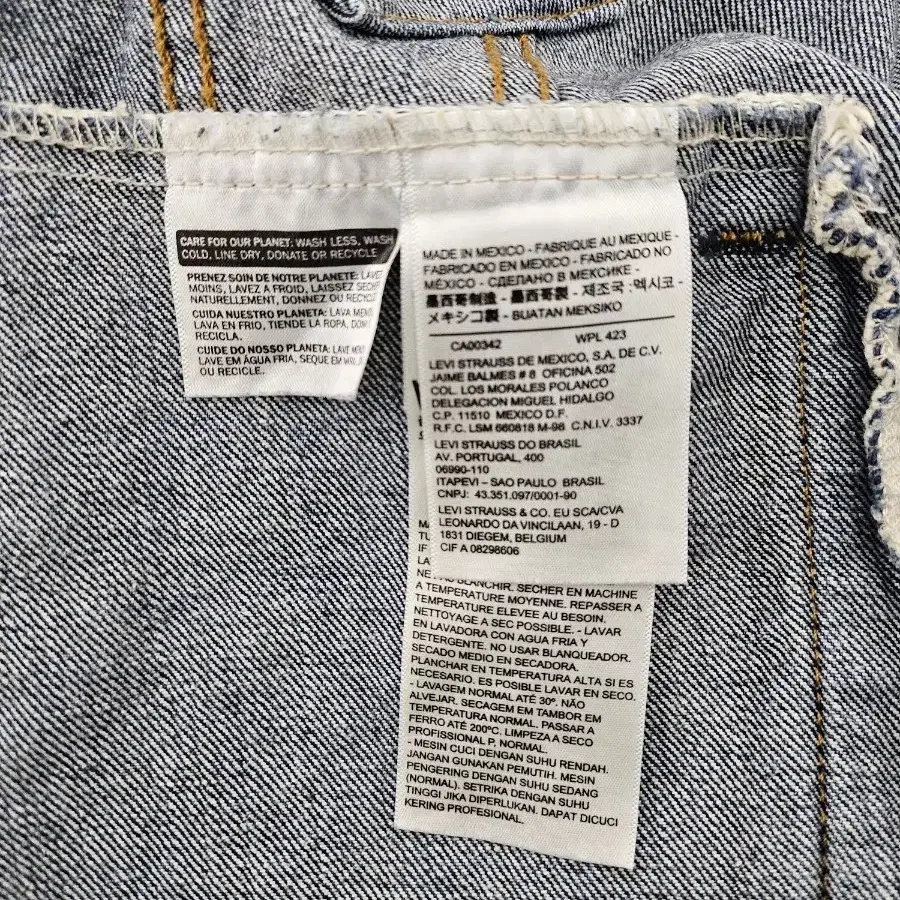 CARE FOR OUR PLANET: WASH LESS, WASH
COLD, LINE DRY, DONATE OR RECYCLE
PRENEZ SOIN DE NOTRE PLANETE: LAVEZ
MOINS, LAVEZ A FROID, LAISSEZ SECHER
NATURELLEMENT, DONNEZ OU RECYCLEZ
CUIDA NUESTRO PLANETA: LAVA MENOS
LAVA EN FRIO, TIENDE LA ROPA,
RECICLA.
CUIDE DO NOSSO PLANETA: LAVE MENOS
LAVE EM ÁGUA FRIA, SEQUE EM
OU RECICLE.
MADE IN MEXICO - FABRIQUE AU MEXIQUE -
FABRICADO EN MEXICO - FABRICADO NO
MÉXICO - СДЕЛАНО В МЕКСИКЕ -
墨西哥制造 - 墨西哥製 - 제조국: 멕시코 -
メキシコ製 - BUATAN MEKSIKO
CA00342 WPL 423
LEVI STRAUSS DE MEXICO, S.A. DE C.V.
JAIME BALMES # 8 OFICINA 502
COL. LOS MORALES POLANCO
DELEGACION MIGUEL HIDALGO
C.P. 11510 MEXICO D.F.
R.F.C. LSM 660818 M-98 C.N.I.V. 3337
LEVI STRAUSS DO BRASIL
AV. PORTUGAL, 400
06990-110
ITAPEVI – SAO PAULO BRASIL
CNPJ: 43.351.097/0001-90
LEVI STRAUSS & CO. EU SCA/CVA
LEONARDO DA VINCILAAN, 19 - D
1831 DIEGEM, BELGIUM
CIF A 08298606
MA
TU
IF
LA
NE PAS BLANCHIR. SECHER EN MACHINE
A TEMPERATURE MOYENNE. REPASSER A
TEMPERATURE ELEVEE AU BESOIN.
NETTOYAGE A SEC POSSIBLE. - LAVAR
EN LAVADORA CON AGUA FRIA Y
DETERGENTE. NO USAR BLANQUEADOR.
SECADO MEDIO EN SECADORA.
PLANCHAR EN TEMPERATURA ALTA SI ES
NECESARIO. ES POSIBLE LAVAR EN SECO.
- LAVAGEM NORMAL ATÉ 30º. NÃO
ALVEJAR. SECAGEM EM TAMBOR EM
TEMPERATURA NORMAL. PASSAR A
FERRO ATÉ 200ºC. LIMPEZA A SECO
PROFISSIONAL P, NORMAL.
- MESIN CUCI DENGAN SUHU RENDAH.
JANGAN GUNAKAN PEMUTIH. MESIN
PENGERING DENGAN SUHU SEDANG
(NORMAL). SETRIKA DENGAN SUHU
TINGGI JIKA DIPERLUKAN. DAPAT DICUCI
KERING PROFESIONAL.